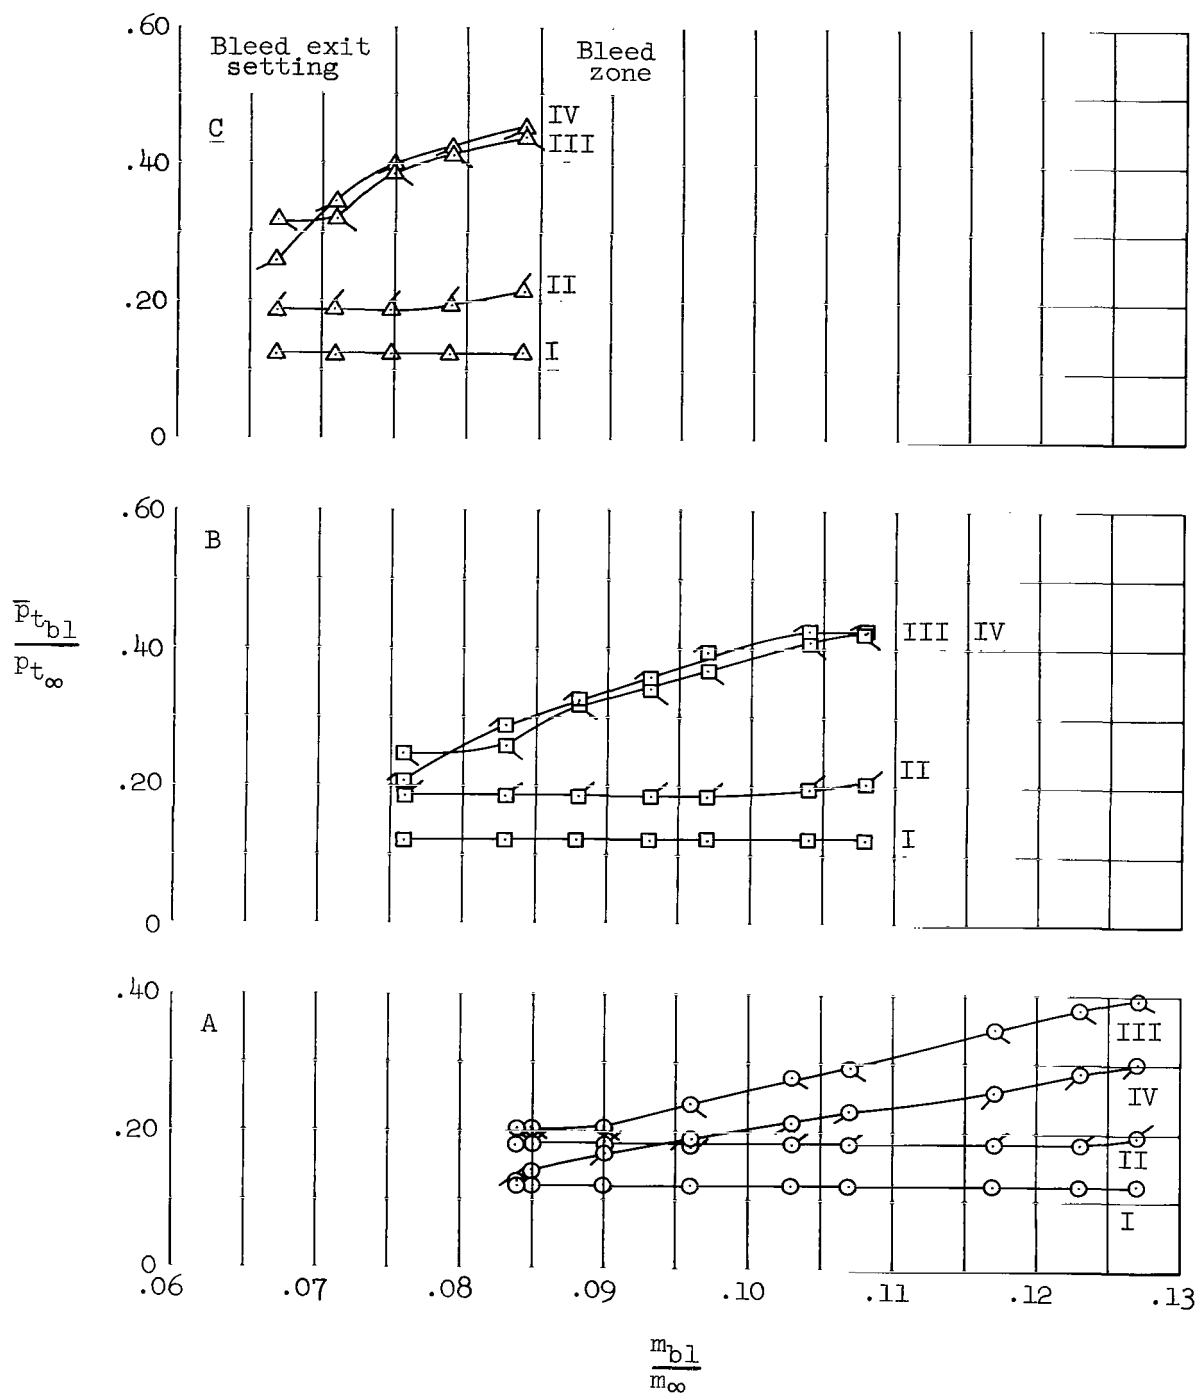 .60
Bleed exit
setting
Bleed
zone
C
IV
III
.40
II
.20
I
0
.60
B
p̄tbl
pt∞
.40
III IV
.20
II
I
0
.40
A
III
IV
.20
II
I
0
.06 .07 .08 .09 .10 .11 .12 .13
mbl
m∞